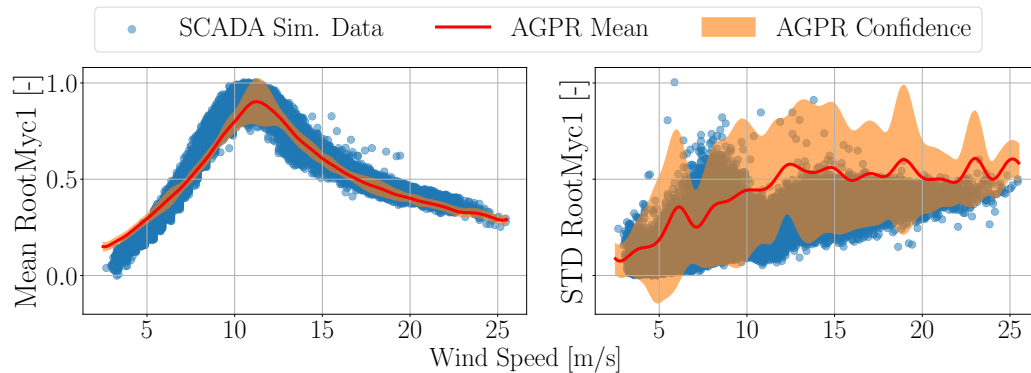 SCADA Sim. Data AGPR Mean AGPR Confidence
Mean RootMyc1 [-]
1.0
0.5
0.0
5 10 15 20 25
STD RootMyc1 [-]
5 10 15 20 25
Wind Speed [m/s]